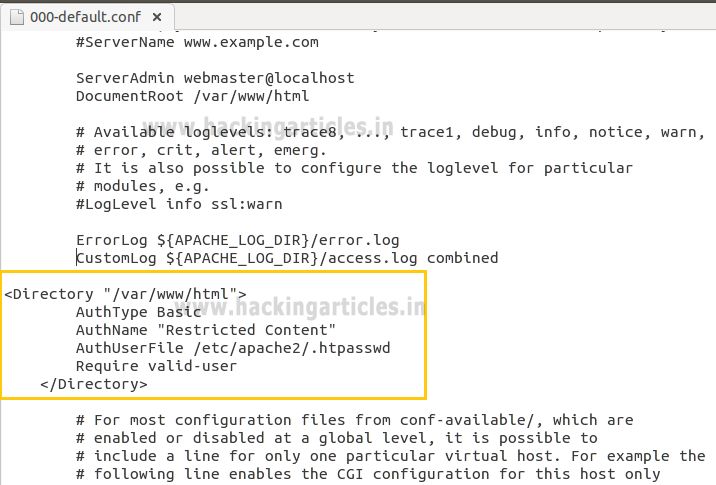 000-default.conf
#ServerName www.example.com
ServerAdmin webmaster@localhost
DocumentRoot /var/www/html
www.hackingarticles.in
# Available loglevels: trace8, ..., trace1, debug, info, notice, warn,
# error, crit, alert, emerg.
# It is also possible to configure the loglevel for particular
# modules, e.g.
#LogLevel info ssl:warn
ErrorLog ${APACHE_LOG_DIR}/error.log
CustomLog ${APACHE_LOG_DIR}/access.log combined
<Directory "/var/www/html">
www.hackingarticles.in
AuthType Basic
AuthName "Restricted Content"
AuthUserFile /etc/apache2/.htpasswd
Require valid-user
</Directory>
# For most configuration files from conf-available/, which are
# enabled or disabled at a global level, it is possible to
# include a line for only one particular virtual host. For example the
# following line enables the CGI configuration for this host only